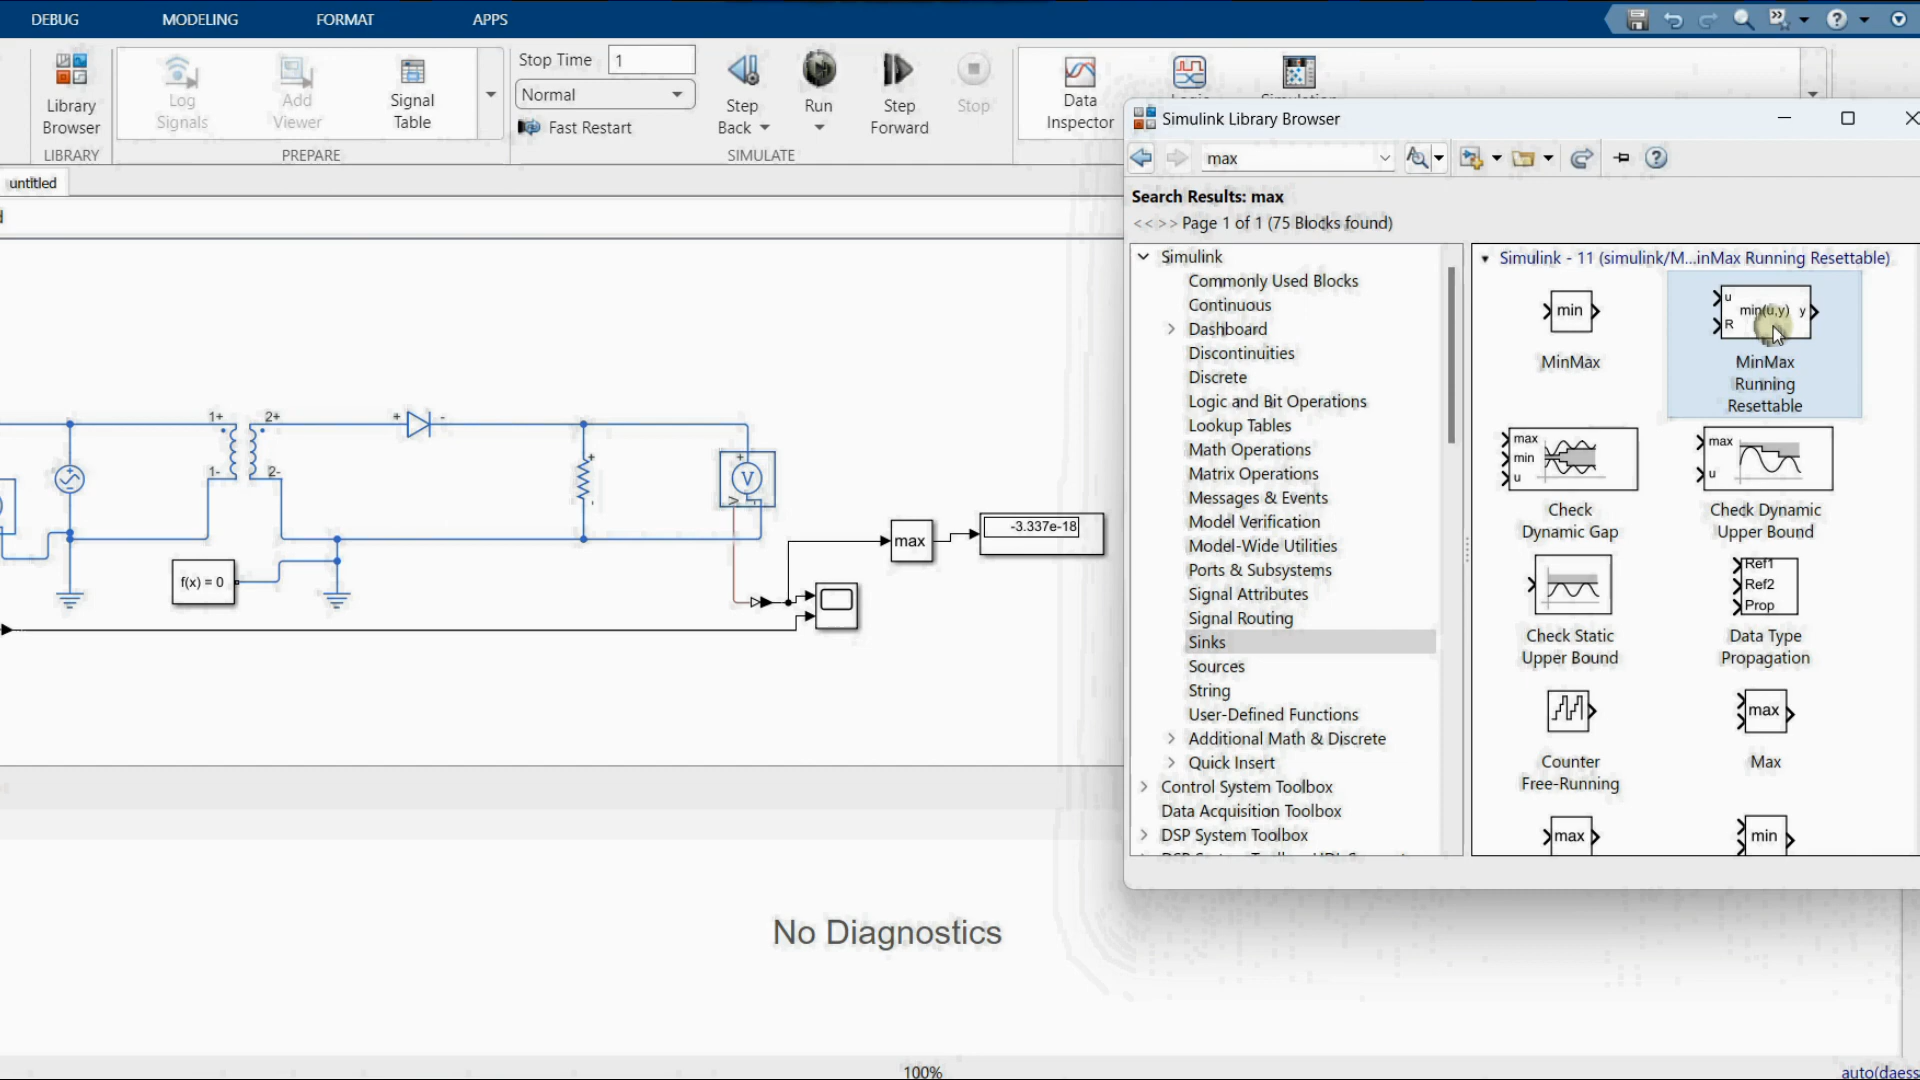 DEBUG MODELING FORMAT APPS
Stop Time 1
Library Browser
Log Signals
Add Viewer
Signal Table
Normal
Fast Restart
Step Back
Run
Step Forward
Stop
Data Inspector
LIBRARY PREPARE SIMULATE
untitled
Simulink Library Browser
max
Search Results: max
<< >> Page 1 of 1 (75 Blocks found)
Simulink
Commonly Used Blocks
Continuous
Dashboard
Discontinuities
Discrete
Logic and Bit Operations
Lookup Tables
Math Operations
Matrix Operations
Messages & Events
Model Verification
Model-Wide Utilities
Ports & Subsystems
Signal Attributes
Signal Routing
Sinks
Sources
String
User-Defined Functions
Additional Math & Discrete
Quick Insert
Control System Toolbox
Data Acquisition Toolbox
DSP System Toolbox
Simulink - 11 (simulink/M...inMax Running Resettable)
min
MinMax
u
R
min(u,y) y
MinMax
Running
Resettable
max
min
u
Check
Dynamic Gap
max
u
Check Dynamic
Upper Bound
Check Static
Upper Bound
Ref1
Ref2
Prop
Data Type
Propagation
Counter
Free-Running
max
Max
max
min
1+ 2+
1- 2-
+ -
+
-
+
V
V
-
f(x) = 0
max
-3.337e-18
No Diagnostics
100%
auto(daess